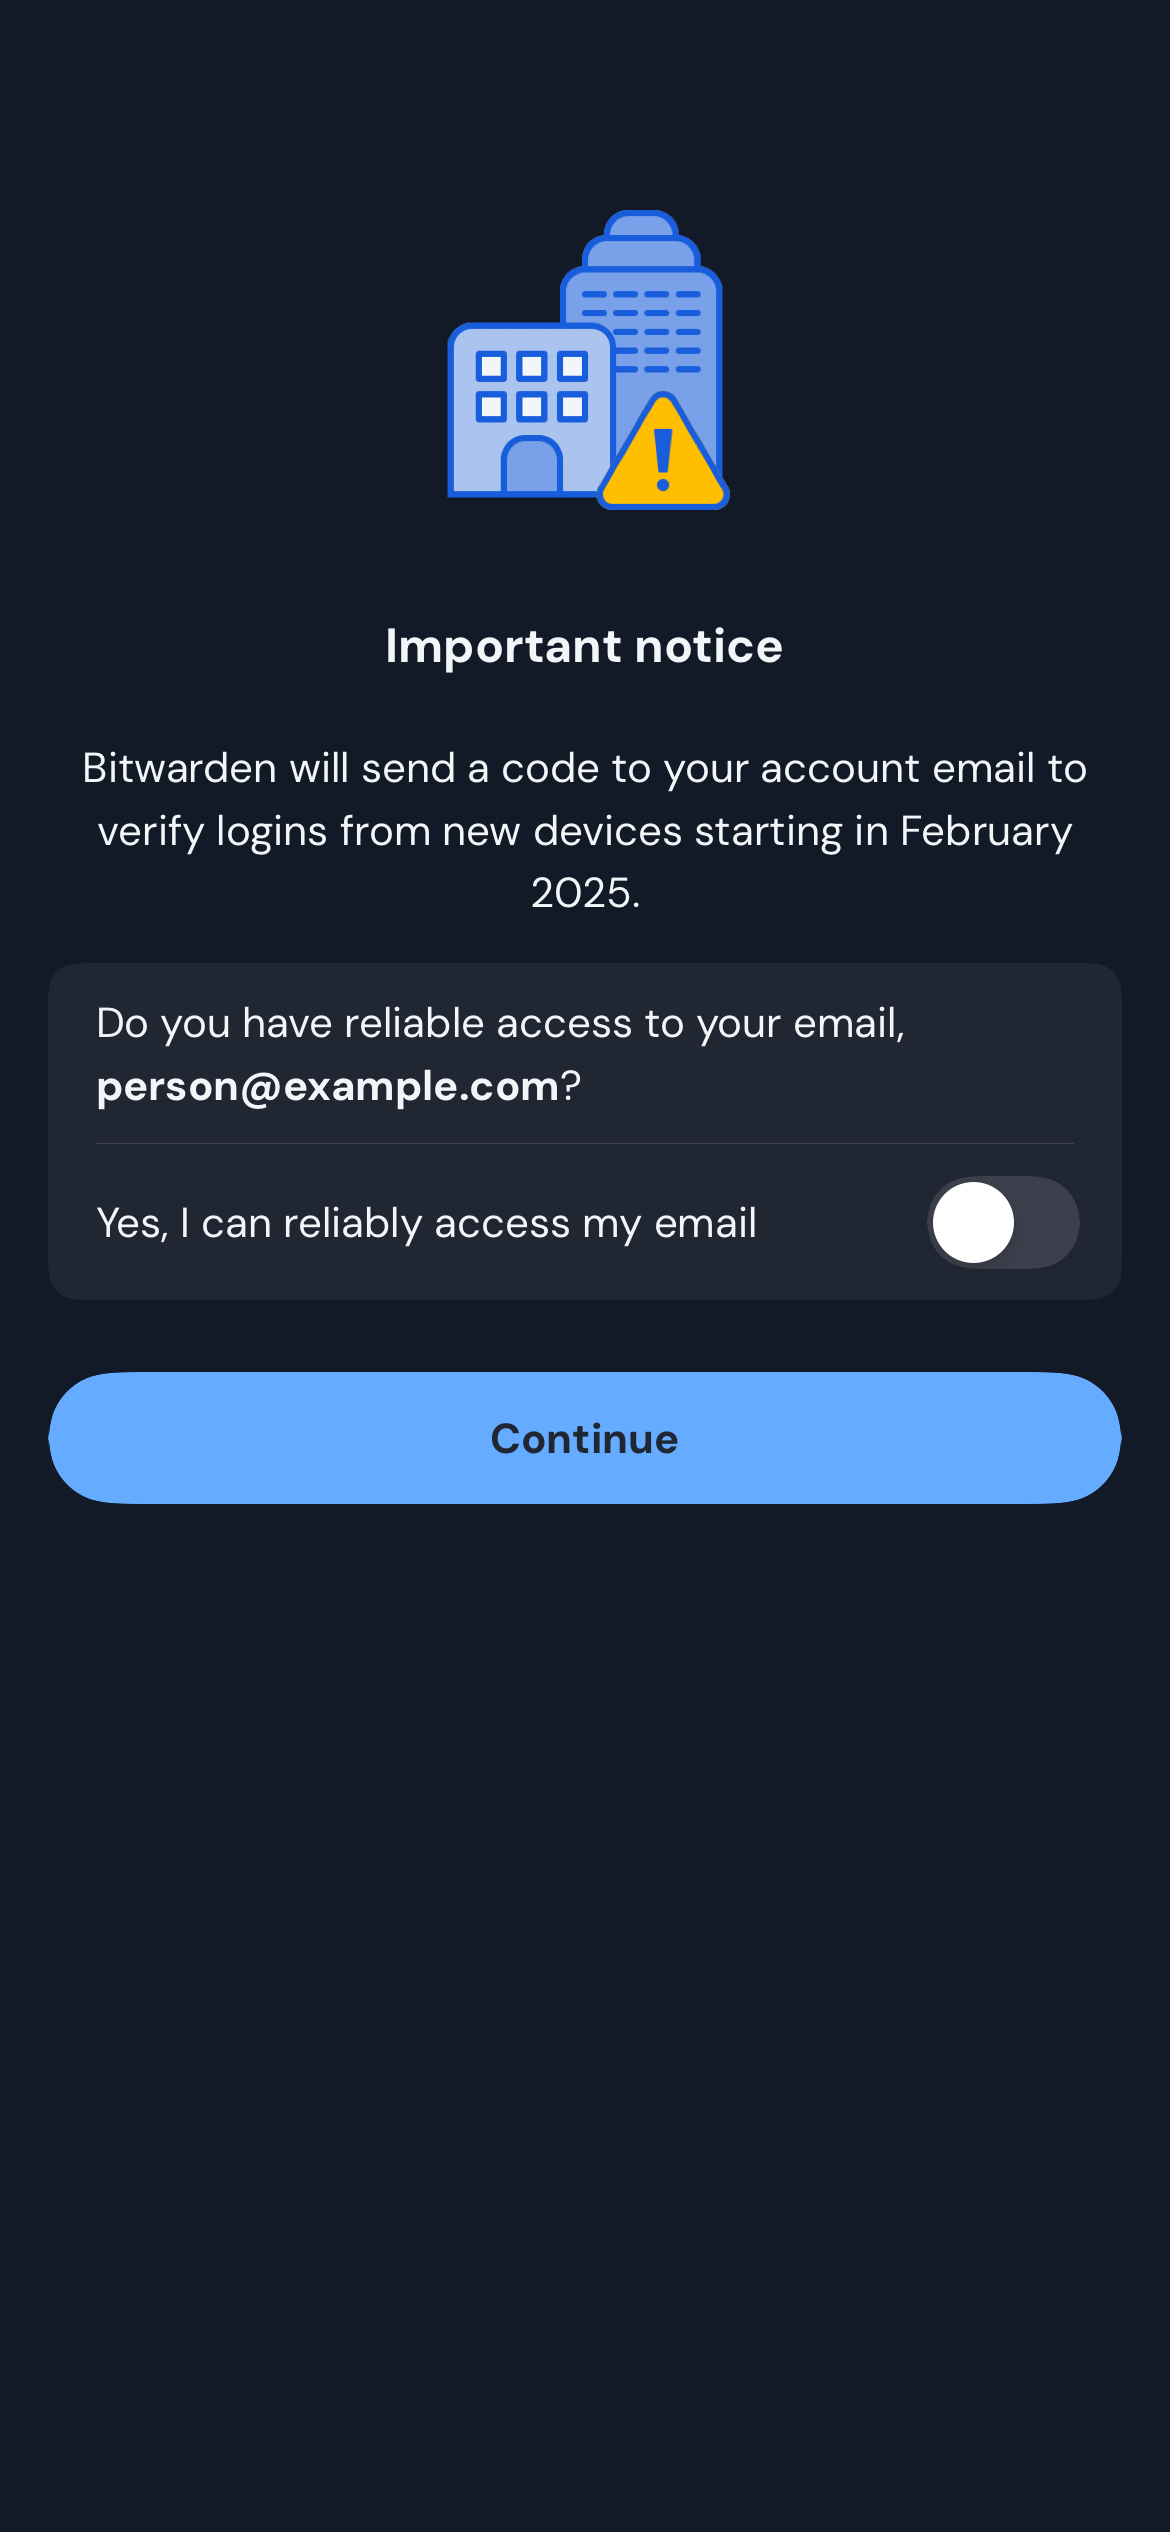 Important notice
Bitwarden will send a code to your account email to
verify logins from new devices starting in February
2025.
Do you have reliable access to your email,
person@example.com?
Yes, I can reliably access my email
Continue